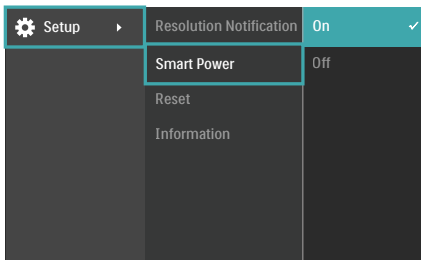 Setup
Resolution Notification
On
Smart Power
Off
Reset
Information